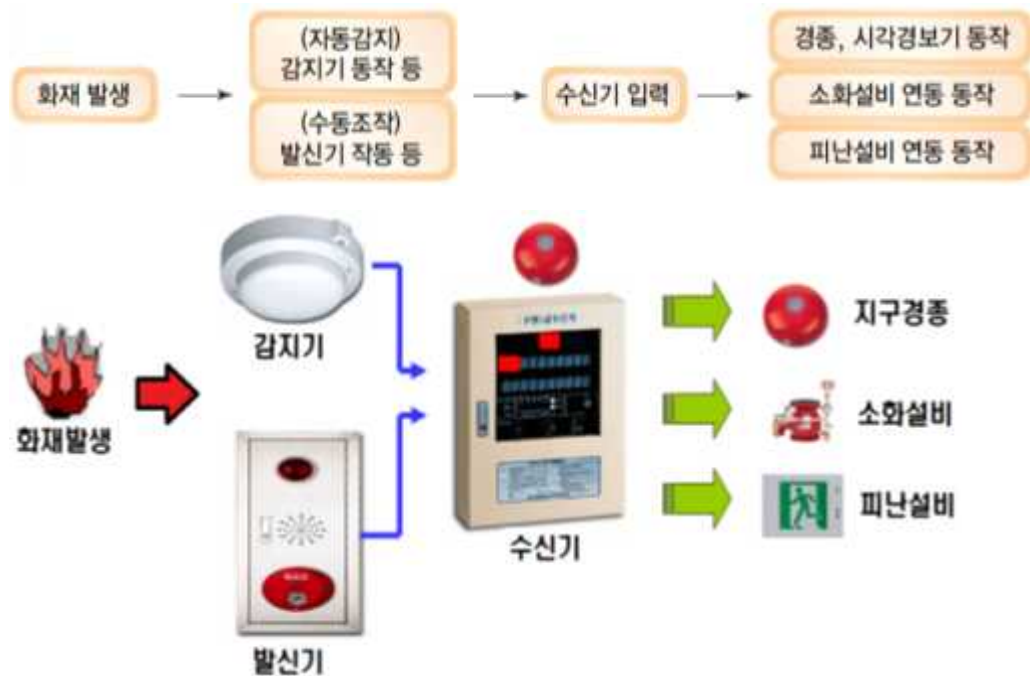 (자동감지)
감지기 동작 등
화재 발생
(수동조작)
발신기 작동 등
수신기 입력
경종, 시각경보기 동작
소화설비 연동 동작
피난설비 연동 동작
감지기
화재발생
발신기
수신기
지구경종
소화설비
피난설비